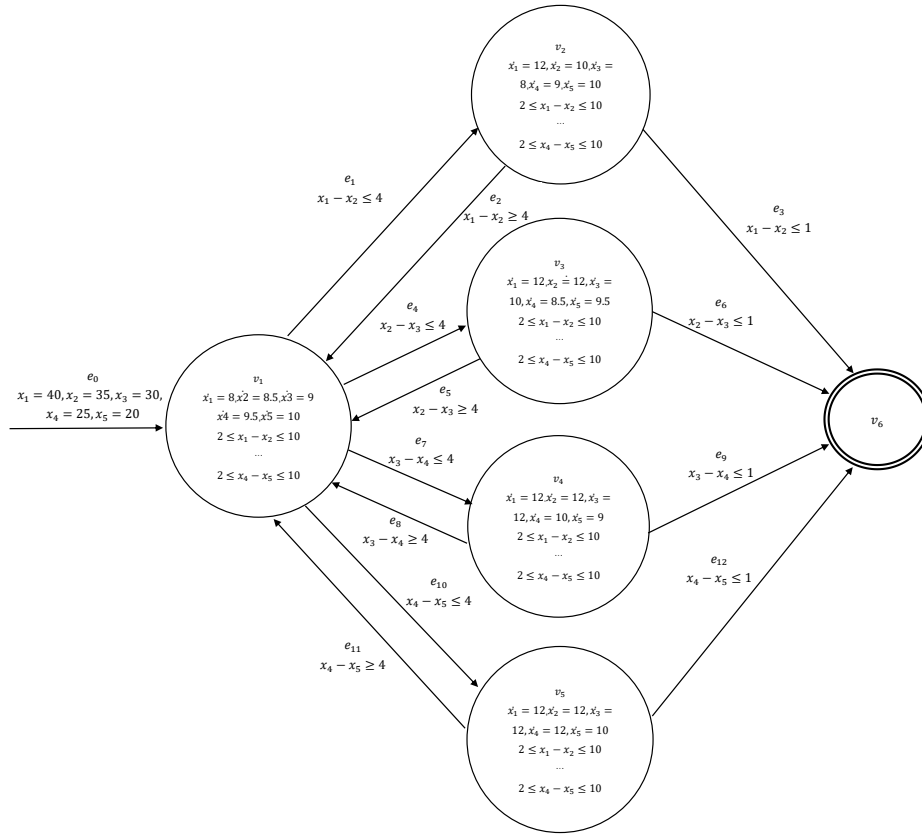 v₂
ẋ₁ = 12, ẋ₂ = 10, ẋ₃ =
8, ẋ₄ = 9, ẋ₅ = 10
2 ≤ x₁ − x₂ ≤ 10
...
2 ≤ x₄ − x₅ ≤ 10
e₁
x₁ − x₂ ≤ 4
e₂
x₁ − x₂ ≥ 4
e₃
x₁ − x₂ ≤ 1
v₃
ẋ₁ = 12, x₂ =̇ 12, ẋ₃ =
10, ẋ₄ = 8.5, ẋ₅ = 9.5
2 ≤ x₁ − x₂ ≤ 10
...
2 ≤ x₄ − x₅ ≤ 10
e₄
x₂ − x₃ ≤ 4
e₆
x₂ − x₃ ≤ 1
e₀
x₁ = 40, x₂ = 35, x₃ = 30,
x₄ = 25, x₅ = 20
v₁
ẋ₁ = 8, ẋ2 = 8.5, ẋ3 = 9
ẋ4 = 9.5, ẋ5 = 10
2 ≤ x₁ − x₂ ≤ 10
...
2 ≤ x₄ − x₅ ≤ 10
e₅
x₂ − x₃ ≥ 4
v₆
e₇
x₃ − x₄ ≤ 4
e₉
x₃ − x₄ ≤ 1
v₄
ẋ₁ = 12 ẋ₂ = 12, ẋ₃ =
12, ẋ₄ = 10, ẋ₅ = 9
2 ≤ x₁ − x₂ ≤ 10
...
2 ≤ x₄ − x₅ ≤ 10
e₈
x₃ − x₄ ≥ 4
e₁₀
x₄ − x₅ ≤ 4
e₁₂
x₄ − x₅ ≤ 1
e₁₁
x₄ − x₅ ≥ 4
v₅
ẋ₁ = 12, ẋ₂ = 12, ẋ₃ =
12, ẋ₄ = 12, ẋ₅ = 10
2 ≤ x₁ − x₂ ≤ 10
...
2 ≤ x₄ − x₅ ≤ 10